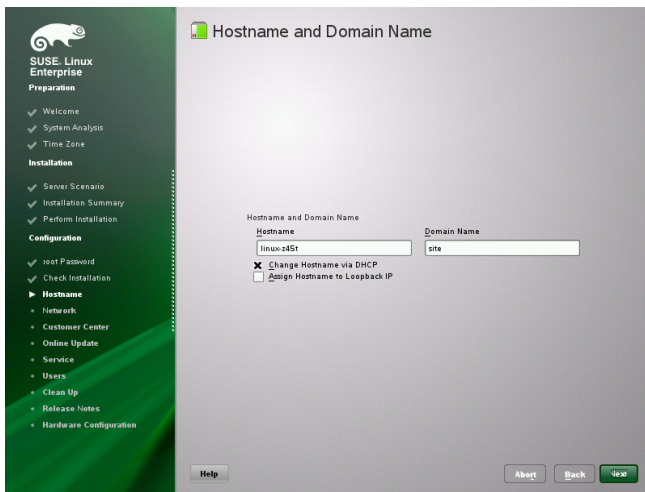 SUSE. Linux
Enterprise
Preparation
Welcome
System Analysis
Time Zone
Installation
Server Scenario
Installation Summary
Perform Installation
Configuration
root Password
Check Installation
Hostname
Network
Customer Center
Online Update
Service
Users
Clean Up
Release Notes
Hardware Configuration
Hostname and Domain Name
Hostname and Domain Name
Hostname Domain Name
linux-z45t site
Change Hostname via DHCP
Assign Hostname to Loopback IP
Help Abort Back Next